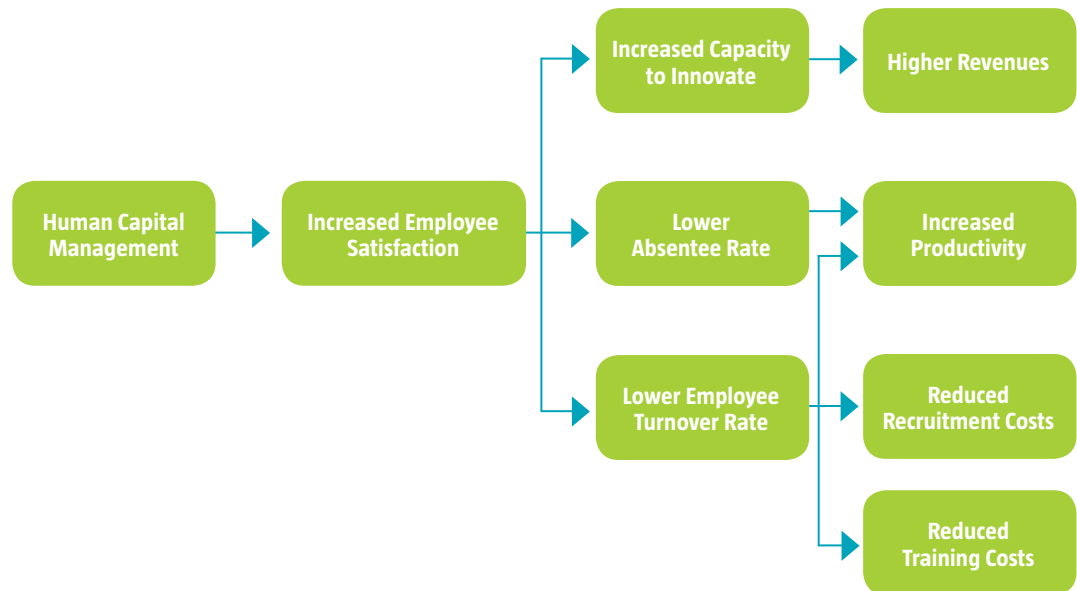 Increased Capacity
to Innovate
Higher Revenues
Human Capital
Management
Increased Employee
Satisfaction
Lower
Absentee Rate
Increased
Productivity
Lower Employee
Turnover Rate
Reduced
Recruitment Costs
Reduced
Training Costs